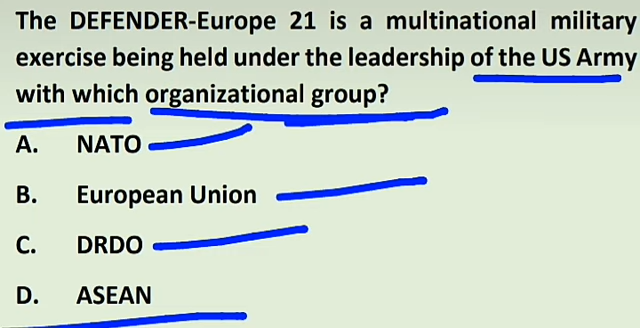 The DEFENDER-Europe 21 is a multinational military
exercise being held under the leadership of the US Army
with which organizational group?
A. NATO
B. European Union
C. DRDO
D. ASEAN